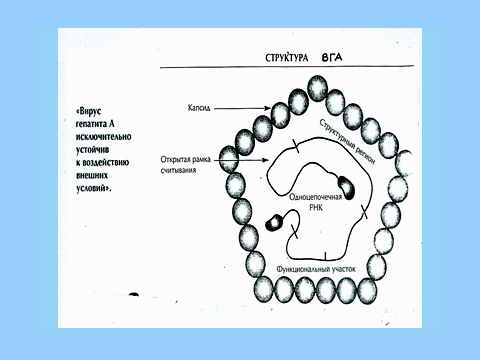 СТРУКТУРА ВГА
«Вирус
гепатита А
исключительно
устойчив
к воздействию
внешних
условий».
Капсид
Структурный регион
Открытая рамка
считывания
Одноцепочечная
РНК
Функциональный участок